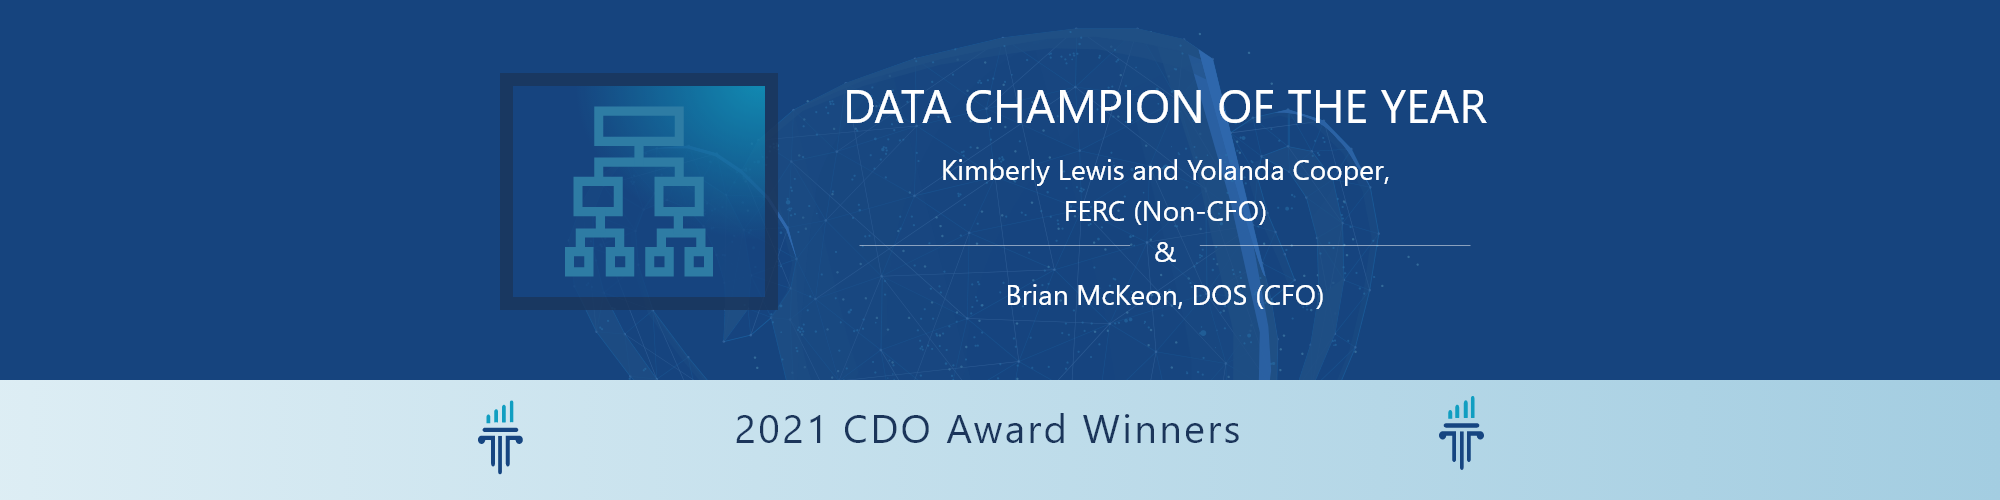 DATA CHAMPION OF THE YEAR
Kimberly Lewis and Yolanda Cooper,
FERC (Non-CFO)
&
Brian McKeon, DOS (CFO)
2021 CDO Award Winners